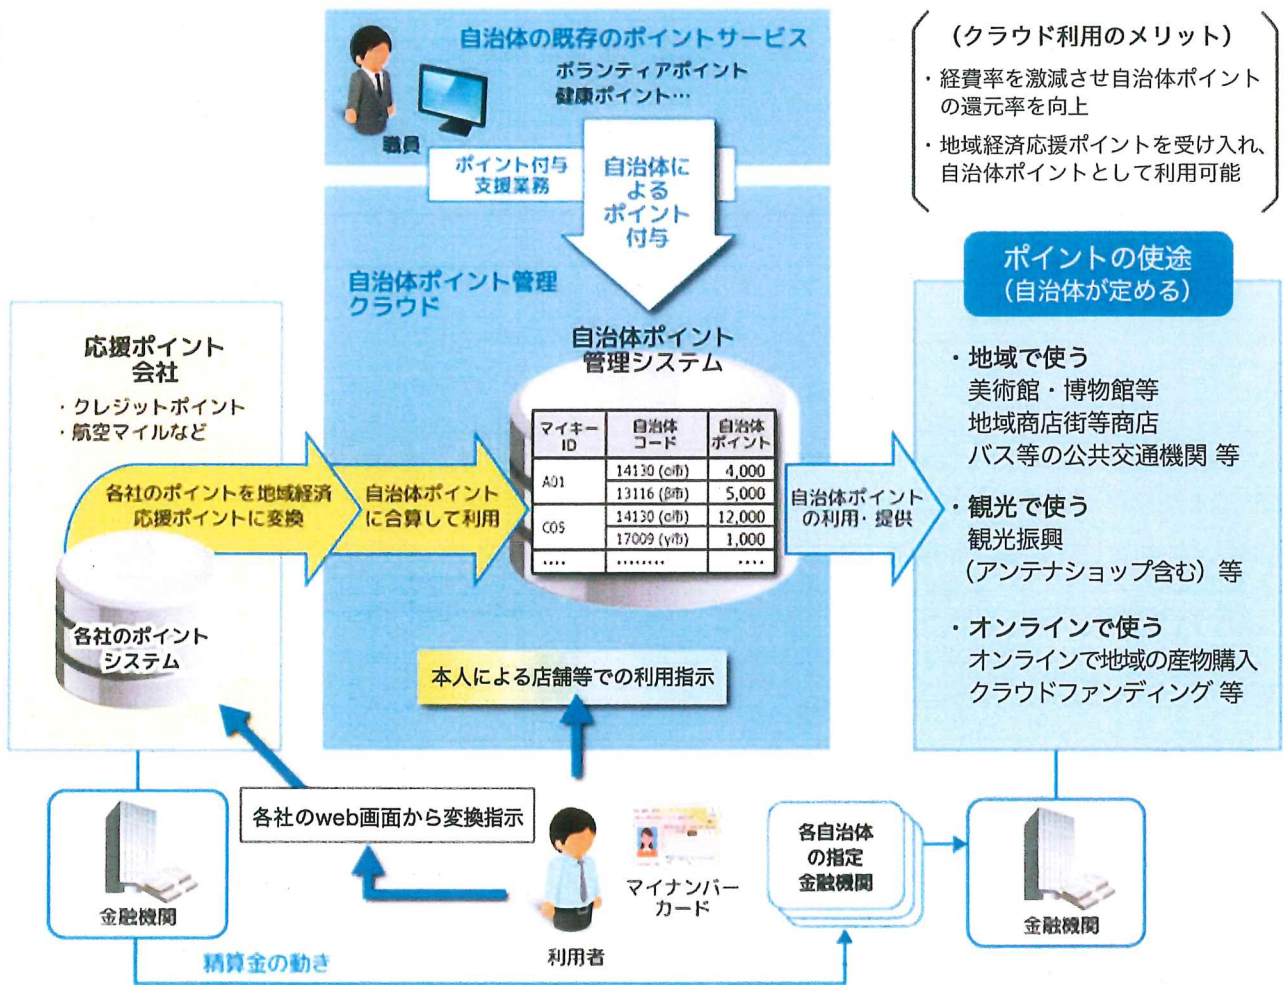 自治体の既存のポイントサービス
ボランティアポイント
健康ポイント…
職員
ポイント付与
支援業務
自治体に
よる
ポイント
付与
(クラウド利用のメリット)
・経費率を激減させ自治体ポイント
の還元率を向上
・地域経済応援ポイントを受け入れ、
自治体ポイントとして利用可能
自治体ポイント管理
クラウド
応援ポイント
会社
・クレジットポイント
・航空マイルなど
各社のポイントを地域経済
応援ポイントに変換
自治体ポイント
に合算して利用
各社のポイント
システム
自治体ポイント
管理システム
マイキー
ID
自治体
コード
自治体
ポイント
A01
14130 (α市) 4,000
13116 (β市) 5,000
C05
14130 (α市) 12,000
17009 (γ市) 1,000
‥‥ ‥‥‥‥ ‥‥
自治体ポイント
の利用・提供
ポイントの使途
(自治体が定める)
・地域で使う
美術館・博物館等
地域商店街等商店
バス等の公共交通機関 等
・観光で使う
観光振興
(アンテナショップ含む) 等
・オンラインで使う
オンラインで地域の産物購入
クラウドファンディング 等
本人による店舗等での利用指示
各社のweb画面から変換指示
利用者
マイナンバー
カード
金融機関
精算金の動き
各自治体
の指定
金融機関
金融機関